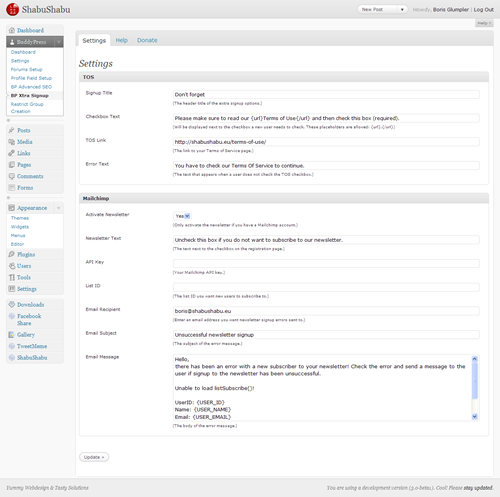 ShabuShabu
New Post
Howdy, Boris Glumpler | Log Out
Help
Dashboard
BuddyPress
Dashboard
Settings
Forums Setup
Profile Field Setup
BP Advanced SEO
BP Xtra Signup
Restrict Group Creation
Posts
Media
Links
Pages
Comments
Forms
Appearance
Themes
Widgets
Menus
Editor
Plugins
Users
Tools
Settings
Downloads
Facebook Share
Gallery
TweetMeme
ShabuShabu
Settings
Help
Donate
Settings
TOS
Signup Title
Don't forget
(The header title of the extra signup options.)
Checkbox Text
Please make sure to read our {url}Terms of Use{/url} and then check this box (required).
(Will be displayed next to the checkbox a new user needs to check. These placeholders are allowed: {url},{/url}).
TOS Link
http://shabushabu.eu/terms-of-use/
(The link to your Terms of Service page.)
Error Text
You have to check our Terms Of Service to continue.
(The text that appears when a user does not check the TOS checkbox.)
Mailchimp
Activate Newsletter
Yes
(Only activate the newsletter if you have a Mailchimp account.)
Newsletter Text
Uncheck this box if you do not want to subscribe to our newsletter.
(The text next to the checkbox on the registration page.)
API Key
(Your Mailchimp API key.)
List ID
(The list ID you want new users to subscribe to.)
Email Recipient
boris@shabushabu.eu
(Enter an email address you want newsletter signup errors sent to.)
Email Subject
Unsuccessful newsletter signup
(The subject of the error message.)
Email Message
Hello,
there has been an error with a new subscriber to your newsletter! Check the error and send a message to the
user if signup to the newsletter has been unsuccessful.
Unable to load listSubscribe()!
UserID: {USER_ID}
Name: {USER_NAME}
Email: {USER_EMAIL}
(The body of the error message.)
Update »
Yummy Webdesign & Tasty Solutions
You are using a development version (3.0-beta2). Cool! Please stay updated.